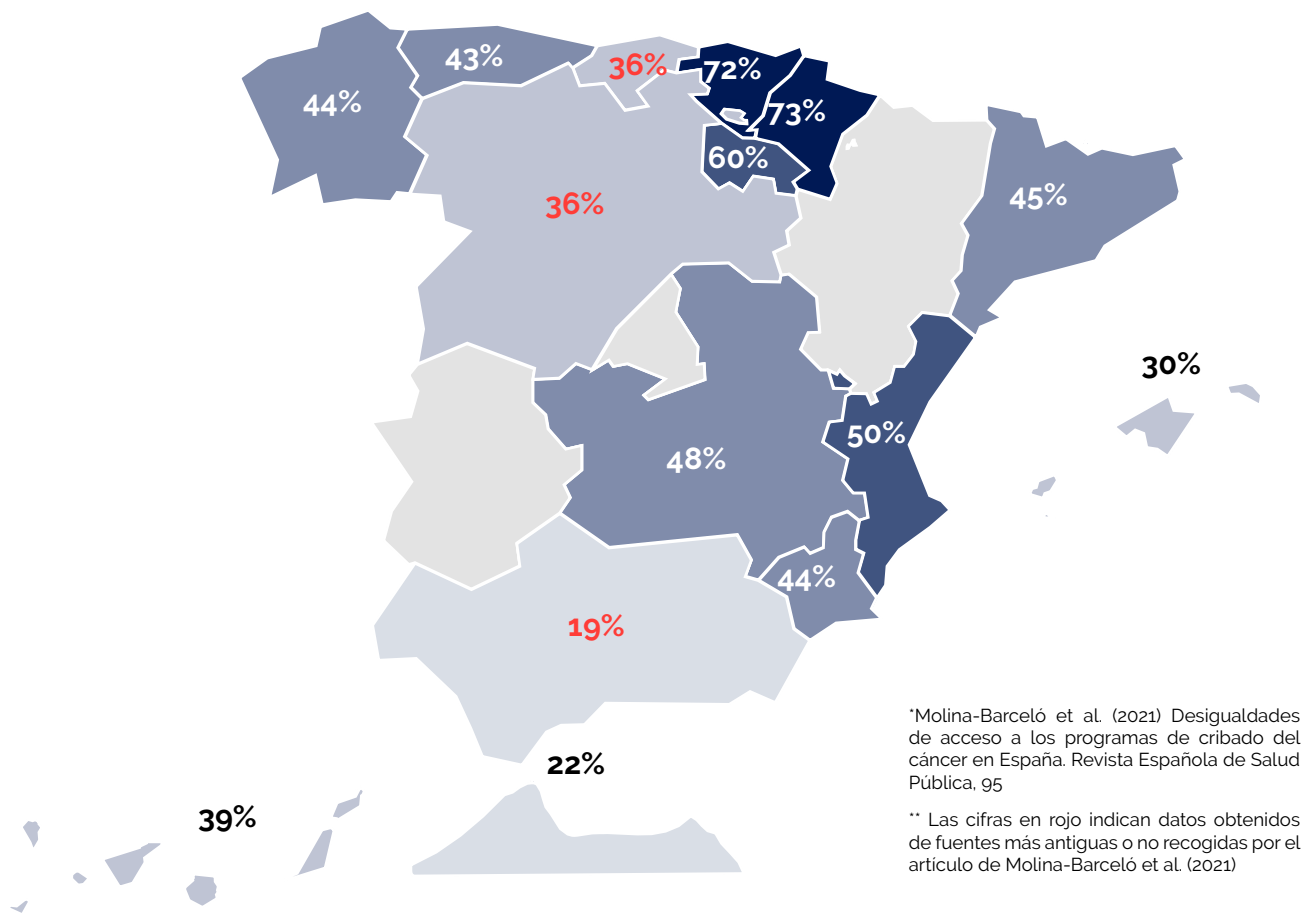 43%
36%
72%
44%
73%
60%
45%
36%
30%
50%
48%
44%
19%
22%
39%
*Molina-Barceló et al. (2021) Desigualdades
de acceso a los programas de cribado del
cáncer en España. Revista Española de Salud
Pública, 95
** Las cifras en rojo indican datos obtenidos
de fuentes más antiguas o no recogidas por el
artículo de Molina-Barceló et al. (2021)